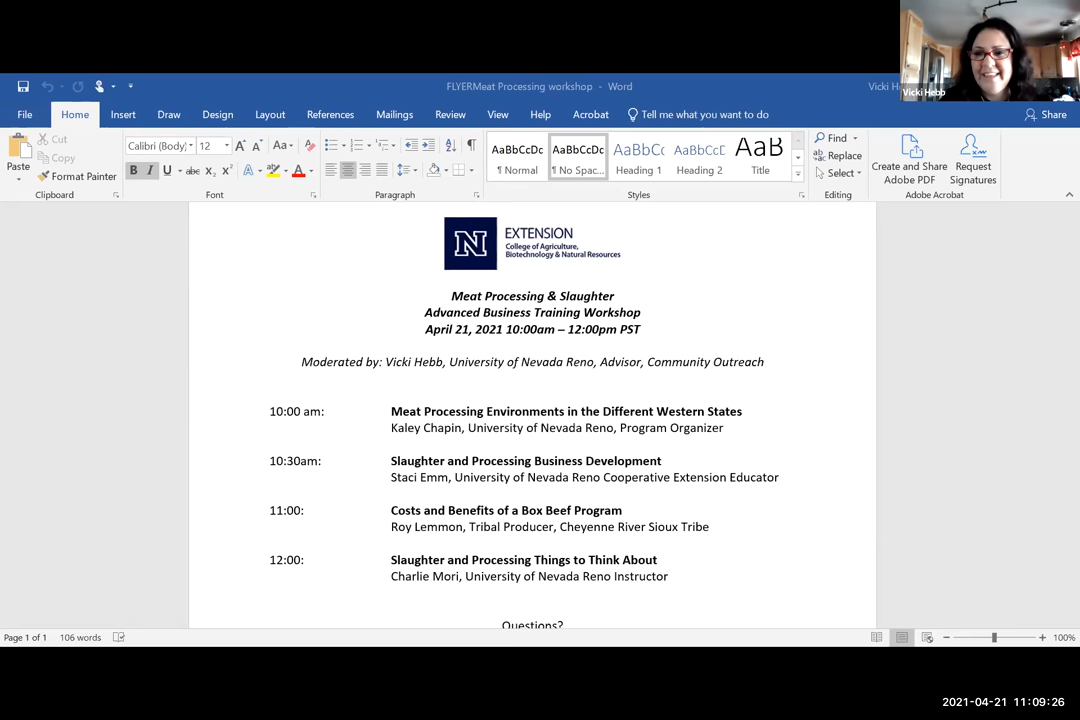 FLYERMeat Processing workshop - Word
Vicki H
Vicki Hebb
File Home Insert Draw Design Layout References Mailings Review View Help Acrobat Tell me what you want to do Share
Paste
Cut
Copy
Format Painter
Clipboard
Calibri (Body) 12
B I U abc X₂ X²
Font
Paragraph
AaBbCcDc AaBbCcDc AaBbCc AaBbCcD AaB
¶ Normal ¶ No Spac... Heading 1 Heading 2 Title
Styles
Find
Replace
Select
Editing
Create and Share Adobe PDF
Request Signatures
Adobe Acrobat
N EXTENSION
College of Agriculture,
Biotechnology & Natural Resources
Meat Processing & Slaughter
Advanced Business Training Workshop
April 21, 2021 10:00am – 12:00pm PST
Moderated by: Vicki Hebb, University of Nevada Reno, Advisor, Community Outreach
10:00 am: Meat Processing Environments in the Different Western States
Kaley Chapin, University of Nevada Reno, Program Organizer
10:30am: Slaughter and Processing Business Development
Staci Emm, University of Nevada Reno Cooperative Extension Educator
11:00: Costs and Benefits of a Box Beef Program
Roy Lemmon, Tribal Producer, Cheyenne River Sioux Tribe
12:00: Slaughter and Processing Things to Think About
Charlie Mori, University of Nevada Reno Instructor
Questions?
Page 1 of 1 106 words 100%
2021-04-21 11:09:26